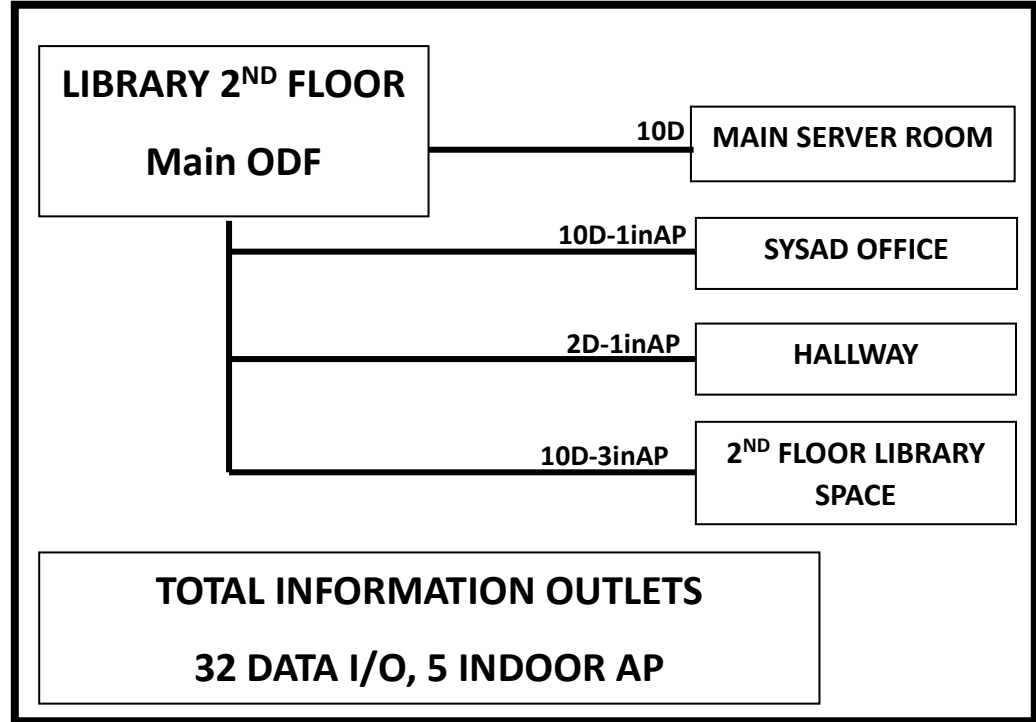 LIBRARY 2ND FLOOR
Main ODF
10D
MAIN SERVER ROOM
10D-1inAP
SYSAD OFFICE
2D-1inAP
HALLWAY
10D-3inAP
2ND FLOOR LIBRARY
SPACE
TOTAL INFORMATION OUTLETS
32 DATA I/O, 5 INDOOR AP